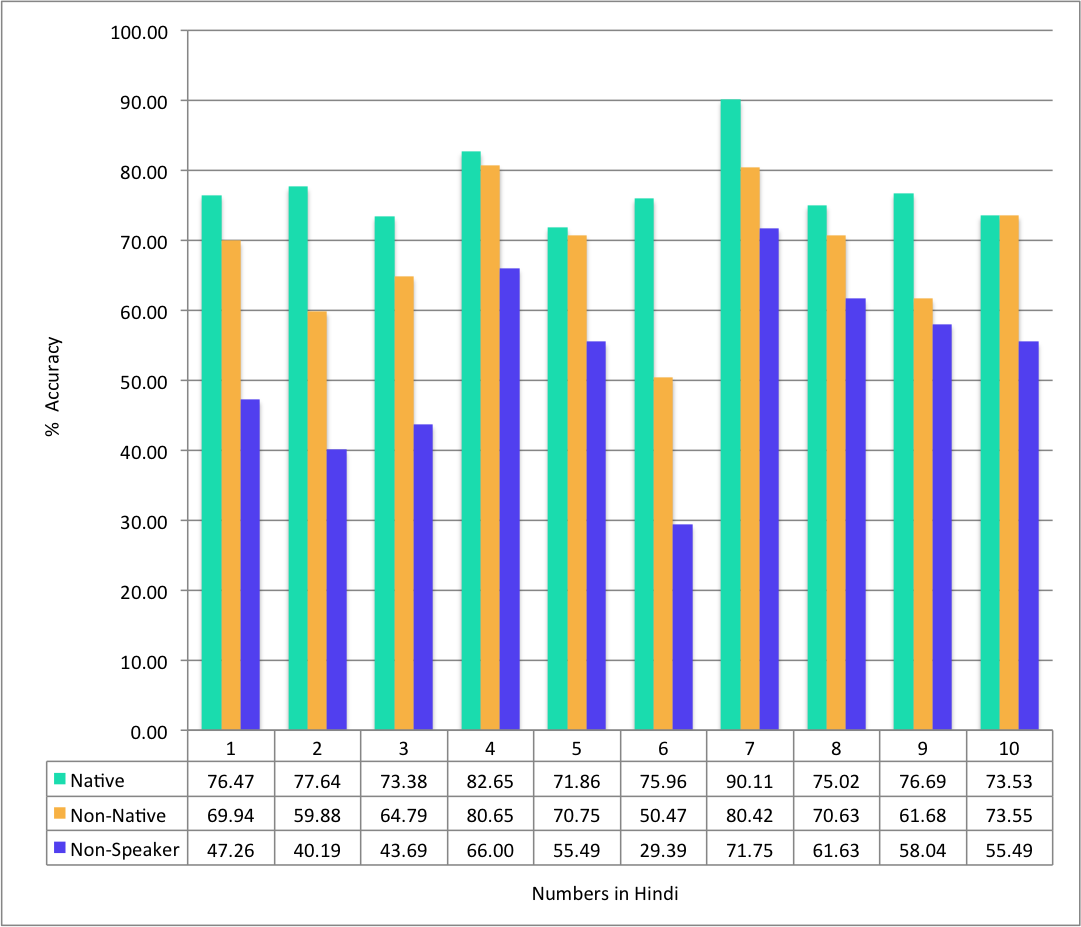 100.00
90.00
80.00
70.00
60.00
50.00
40.00
30.00
20.00
10.00
0.00
% Accuracy
1 2 3 4 5 6 7 8 9 10
Native 76.47 77.64 73.38 82.65 71.86 75.96 90.11 75.02 76.69 73.53
Non-Native 69.94 59.88 64.79 80.65 70.75 50.47 80.42 70.63 61.68 73.55
Non-Speaker 47.26 40.19 43.69 66.00 55.49 29.39 71.75 61.63 58.04 55.49
Numbers in Hindi